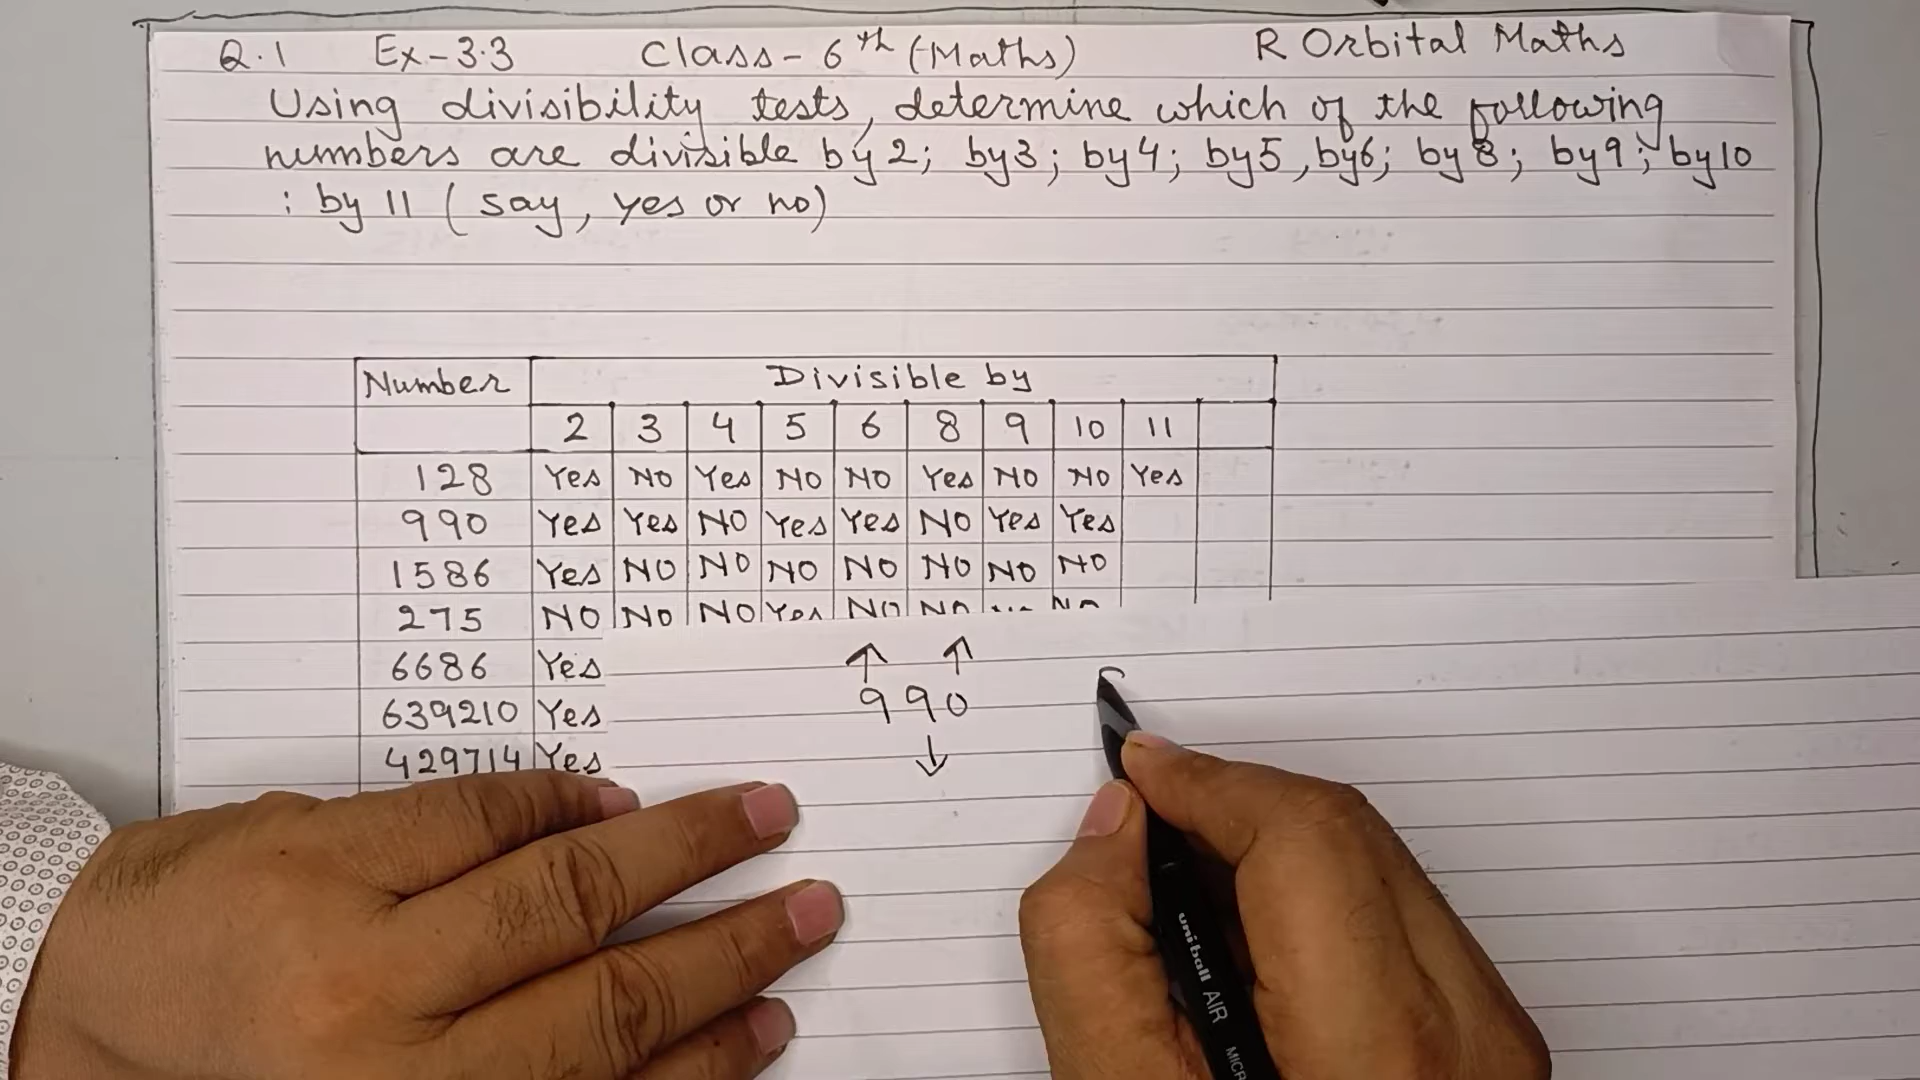 Q.1 Ex-3.3 Class-6th (Maths) R Orbital Maths
Using divisibility tests, determine which of the following
numbers are divisible by 2; by 3; by 4; by 5, by 6; by 8; by 9; by 10
: by 11 (say, yes or no)
Number Divisible by
2 3 4 5 6 8 9 10 11
128 Yes NO Yes NO NO Yes NO NO Yes
990 Yes Yes NO Yes Yes NO Yes Yes
1586 Yes NO NO NO NO NO NO NO
275 NO NO NO Yes NO NO NO
6686 Yes
990
639210 Yes
429714 Yes
uniball AIR
MICR